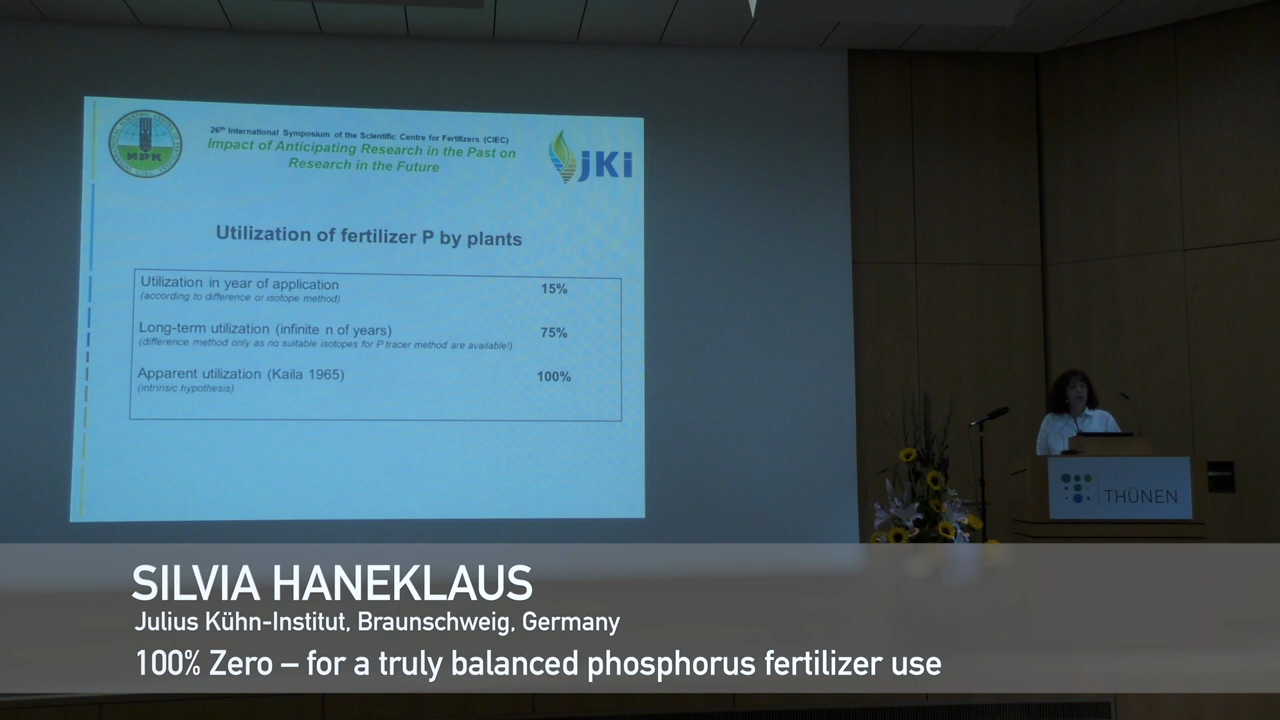 26th International Symposium of the Scientific Centre for Fertilizers (CIEC)
Impact of Anticipating Research in the Past on
Research in the Future
NPK
JKi
Utilization of fertilizer P by plants
Utilization in year of application 15%
(according to difference or isotope method)
Long-term utilization (infinite n of years) 75%
(difference method only as no suitable isotopes for P tracer method are available!)
Apparent utilization (Kaila 1965) 100%
(intrinsic hypothesis)
THÜNEN
SILVIA HANEKLAUS
Julius Kühn-Institut, Braunschweig, Germany
100% Zero – for a truly balanced phosphorus fertilizer use